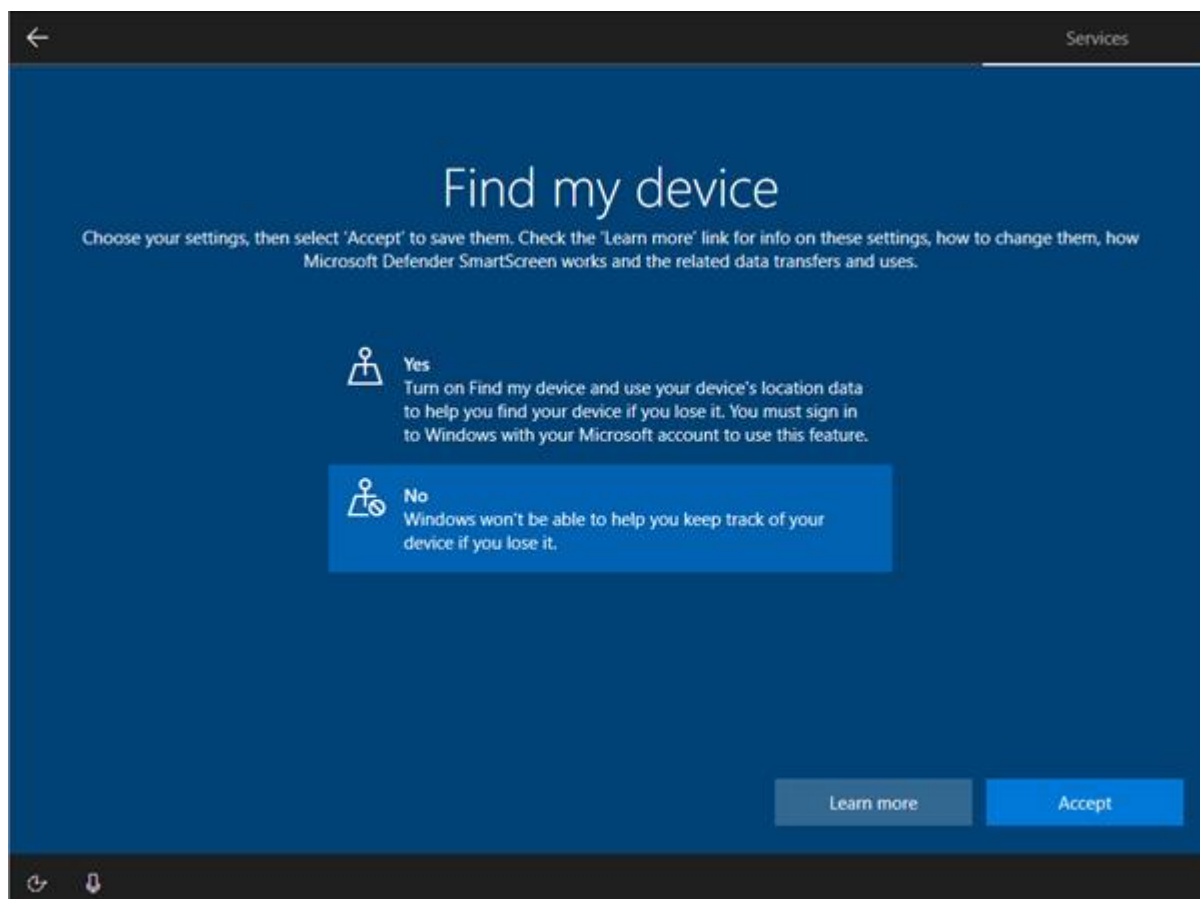 Services
Find my device
Choose your settings, then select 'Accept' to save them. Check the 'Learn more' link for info on these settings, how to change them, how
Microsoft Defender SmartScreen works and the related data transfers and uses.
Yes
Turn on Find my device and use your device's location data
to help you find your device if you lose it. You must sign in
to Windows with your Microsoft account to use this feature.
No
Windows won't be able to help you keep track of your
device if you lose it.
Learn more
Accept